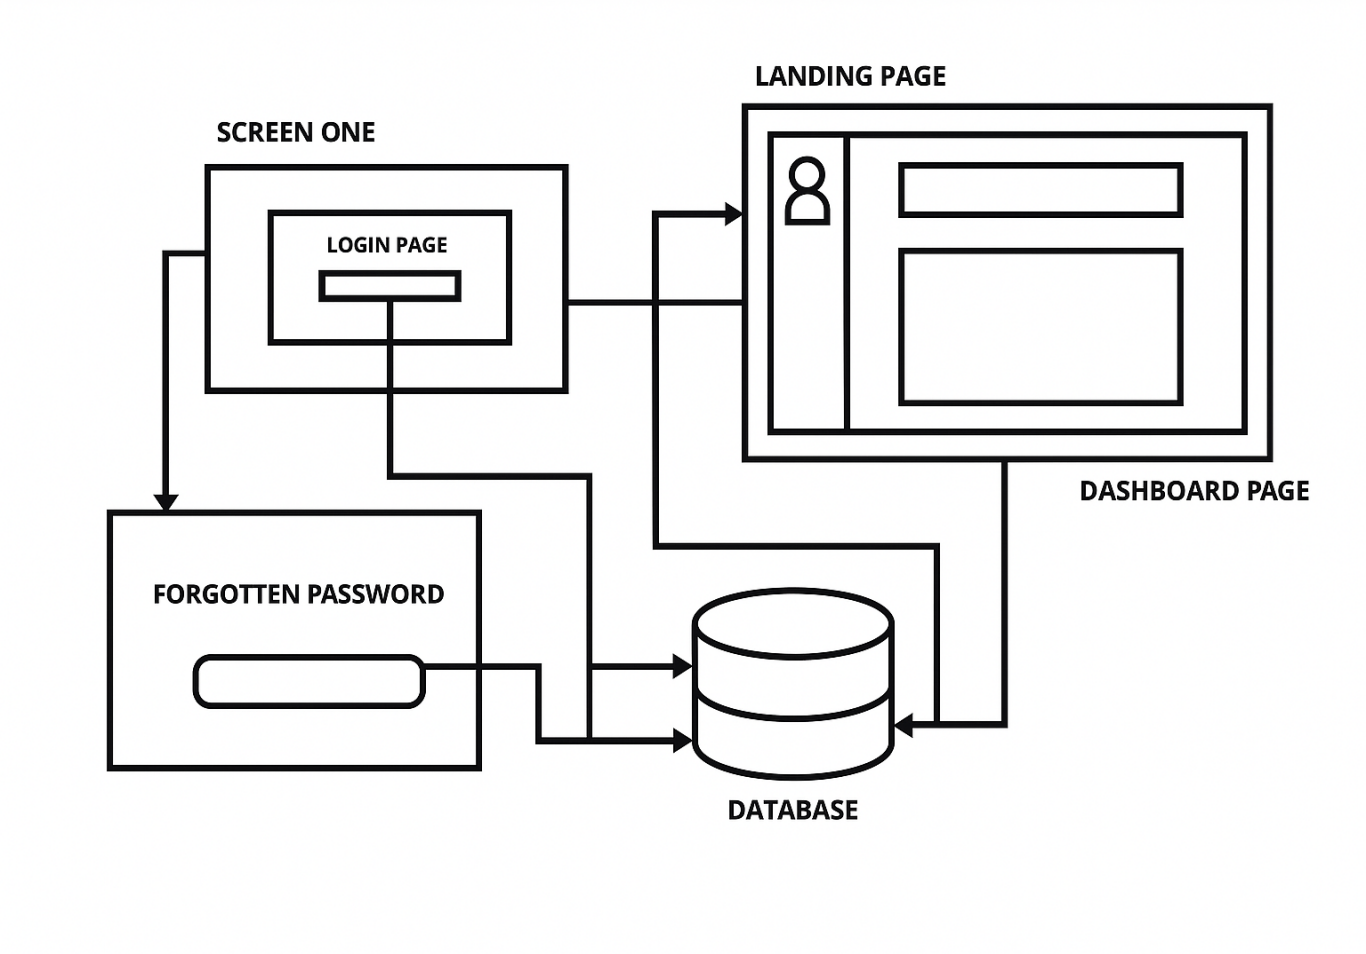 LANDING PAGE
SCREEN ONE
LOGIN PAGE
DASHBOARD PAGE
FORGOTTEN PASSWORD
DATABASE